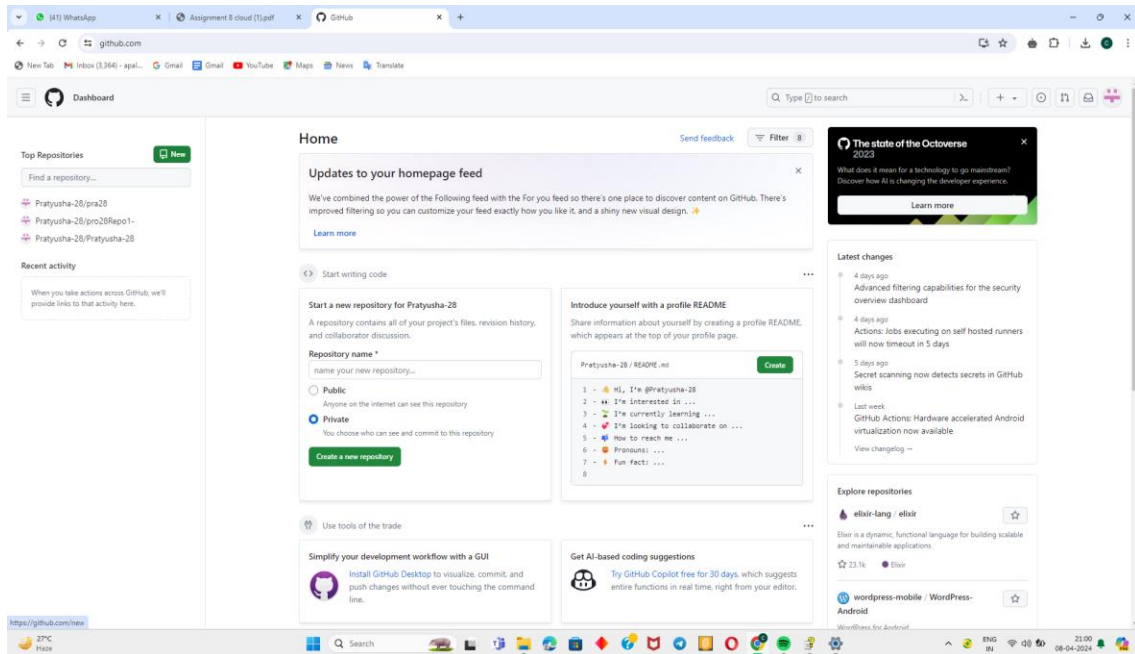 (41) WhatsApp
Assignment 8 cloud (1).pdf
GitHub
github.com
New Tab
Inbox (3,364) - apal...
Gmail
Gmail
YouTube
Maps
News
Translate
Dashboard
Type / to search
Top Repositories
New
Find a repository...
Pratyusha-28/pra28
Pratyusha-28/pro28Repo1-
Pratyusha-28/Pratyusha-28
Recent activity
When you take actions across GitHub, we'll
provide links to that activity here.
Home
Send feedback
Filter 8
Updates to your homepage feed
We've combined the power of the Following feed with the For you feed so there's one place to discover content on GitHub. There's
improved filtering so you can customize your feed exactly how you like it, and a shiny new visual design. ✨
Learn more
Start writing code
Start a new repository for Pratyusha-28
A repository contains all of your project's files, revision history,
and collaborator discussion.
Repository name *
name your new repository...
Public
Anyone on the internet can see this repository
Private
You choose who can see and commit to this repository
Create a new repository
Introduce yourself with a profile README
Share information about yourself by creating a profile README,
which appears at the top of your profile page.
Pratyusha-28 / README.md
Create
1 - 👋 Hi, I'm @Pratyusha-28
2 - 👀 I'm interested in ...
3 - 🌱 I'm currently learning ...
4 - 💞️ I'm looking to collaborate on ...
5 - 📫 How to reach me ...
6 - 😄 Pronouns: ...
7 - ⚡ Fun fact: ...
8
Use tools of the trade
Simplify your development workflow with a GUI
Install GitHub Desktop to visualize, commit, and
push changes without ever touching the command
line.
Get AI-based coding suggestions
Try GitHub Copilot free for 30 days, which suggests
entire functions in real time, right from your editor.
The state of the Octoverse
2023
What does it mean for a technology to go mainstream?
Discover how AI is changing the developer experience.
Learn more
Latest changes
4 days ago
Advanced filtering capabilities for the security
overview dashboard
4 days ago
Actions: Jobs executing on self hosted runners
will now timeout in 5 days
5 days ago
Secret scanning now detects secrets in GitHub
wikis
Last week
GitHub Actions: Hardware accelerated Android
virtualization now available
View changelog →
Explore repositories
elixir-lang / elixir
Elixir is a dynamic, functional language for building scalable
and maintainable applications
23.1k
Elixir
wordpress-mobile / WordPress-
Android
WordPress for Android
https://github.com/new
27°C
Haze
Search
ENG
IN
21:00
08-04-2024